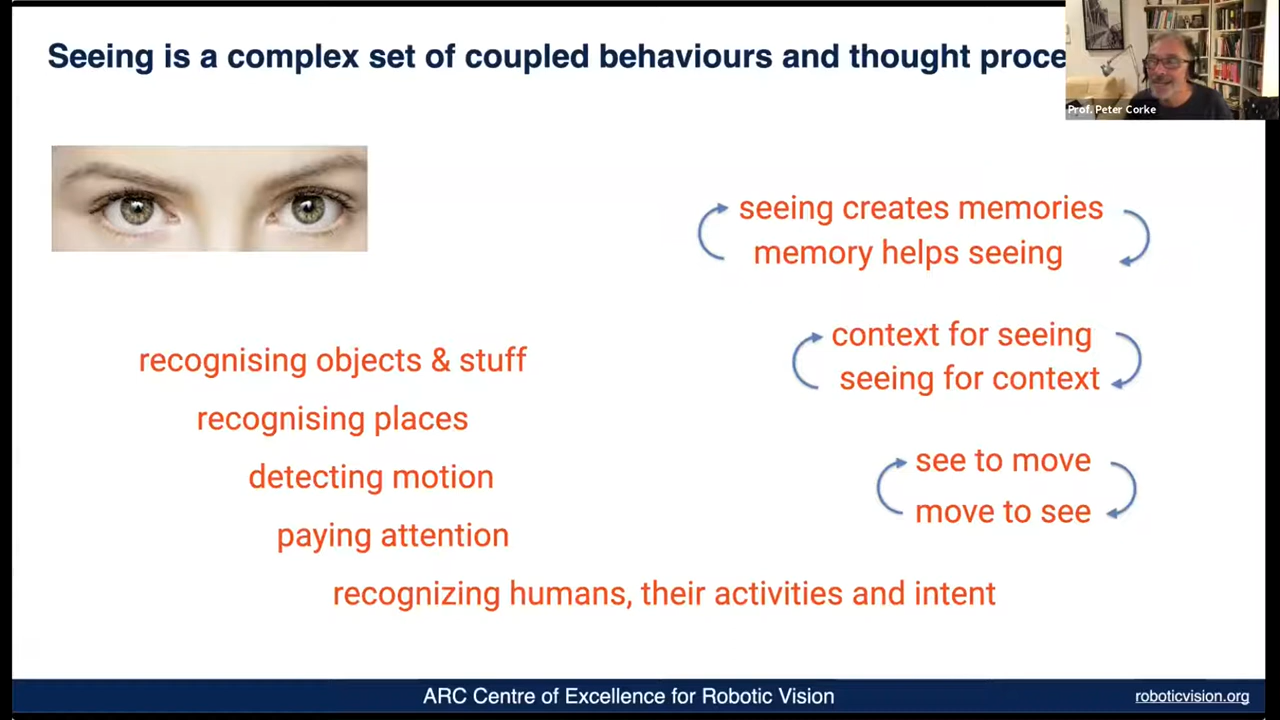 Seeing is a complex set of coupled behaviours and thought proce
Prof. Peter Corke
seeing creates memories
memory helps seeing
context for seeing
seeing for context
see to move
move to see
recognising objects & stuff
recognising places
detecting motion
paying attention
recognizing humans, their activities and intent
ARC Centre of Excellence for Robotic Vision
roboticvision.org